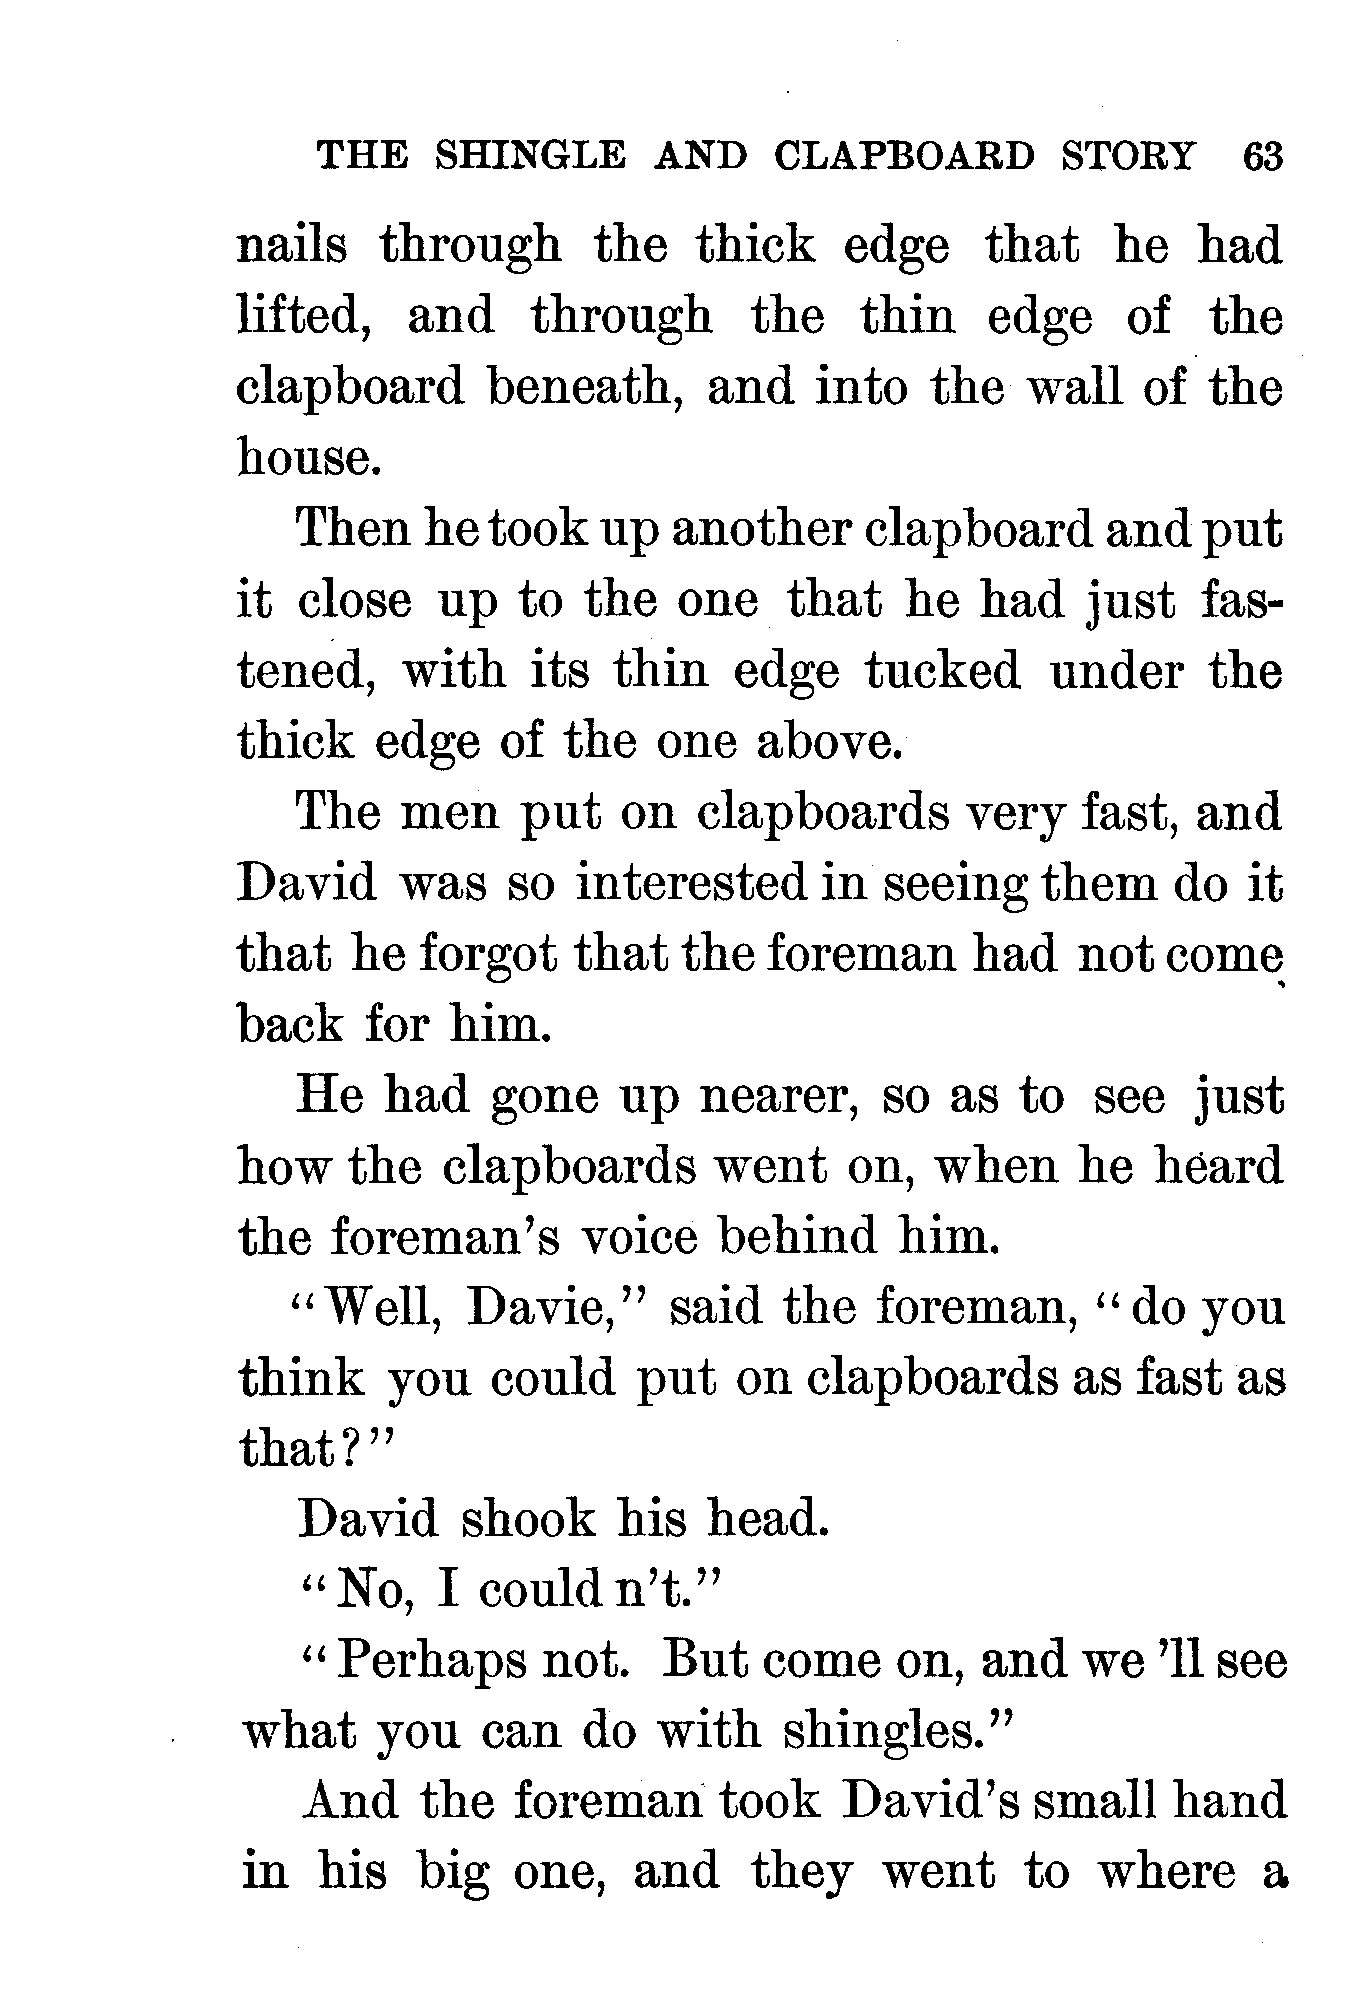 THE SHINGLE AND CLAPBOARD STORY 63
nails through the thick edge that he had
lifted, and through the thin edge of the
clapboard beneath, and into the wall of the
house.
Then he took up another clapboard and put
it close up to the one that he had just fas-
tened, with its thin edge tucked under the
thick edge of the one above.
The men put on clapboards very fast, and
David was so interested in seeing them do it
that he forgot that the foreman had not come
back for him.
He had gone up nearer, so as to see just
how the clapboards went on, when he heard
the foreman's voice behind him.
"Well, Davie," said the foreman, "do you
think you could put on clapboards as fast as
that?"
David shook his head.
"No, I could n't."
"Perhaps not. But come on, and we 'll see
what you can do with shingles."
And the foreman took David's small hand
in his big one, and they went to where a